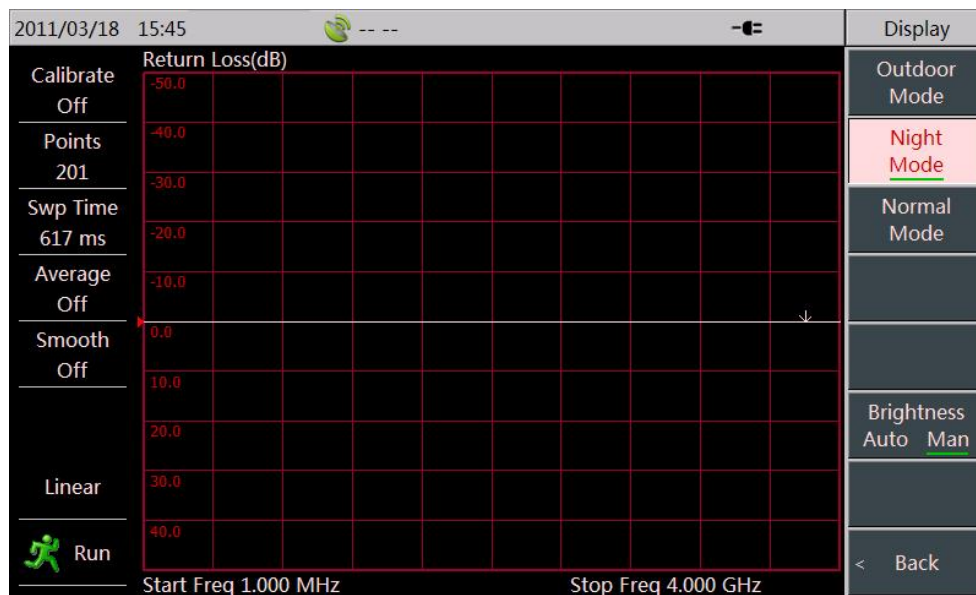 2011/03/18 15:45 -- -- Display
Calibrate
Off
Points
201
Swp Time
617 ms
Average
Off
Smooth
Off
Linear
Run
Return Loss(dB)
-50.0
-40.0
-30.0
-20.0
-10.0
0.0
10.0
20.0
30.0
40.0
Start Freq 1.000 MHz Stop Freq 4.000 GHz
Outdoor
Mode
Night
Mode
Normal
Mode
Brightness
Auto Man
< Back